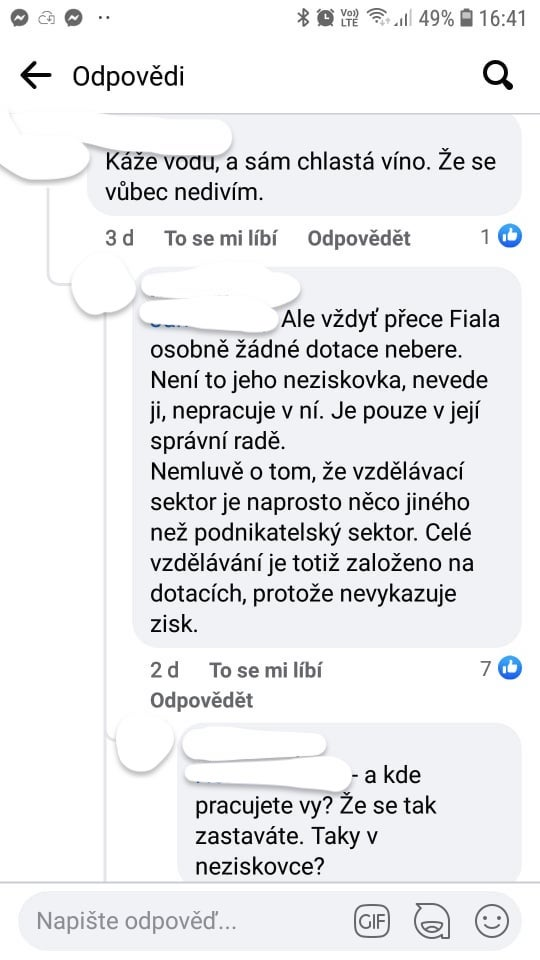 Vo))
LTE
49%
16:41
Odpovědi
Káže vodu, a sám chlastá víno. Že se
vůbec nedivím.
3 d To se mi líbí Odpovědět 1
Ale vždyť přece Fiala
osobně žádné dotace nebere.
Není to jeho neziskovka, nevede
ji, nepracuje v ní. Je pouze v její
správní radě.
Nemluvě o tom, že vzdělávací
sektor je naprosto něco jiného
než podnikatelský sektor. Celé
vzdělávání je totiž založeno na
dotacích, protože nevykazuje
zisk.
2 d To se mi líbí 7
Odpovědět
- a kde
pracujete vy? Že se tak
zastaváte. Taky v
neziskovce?
Napište odpověď...
GIF